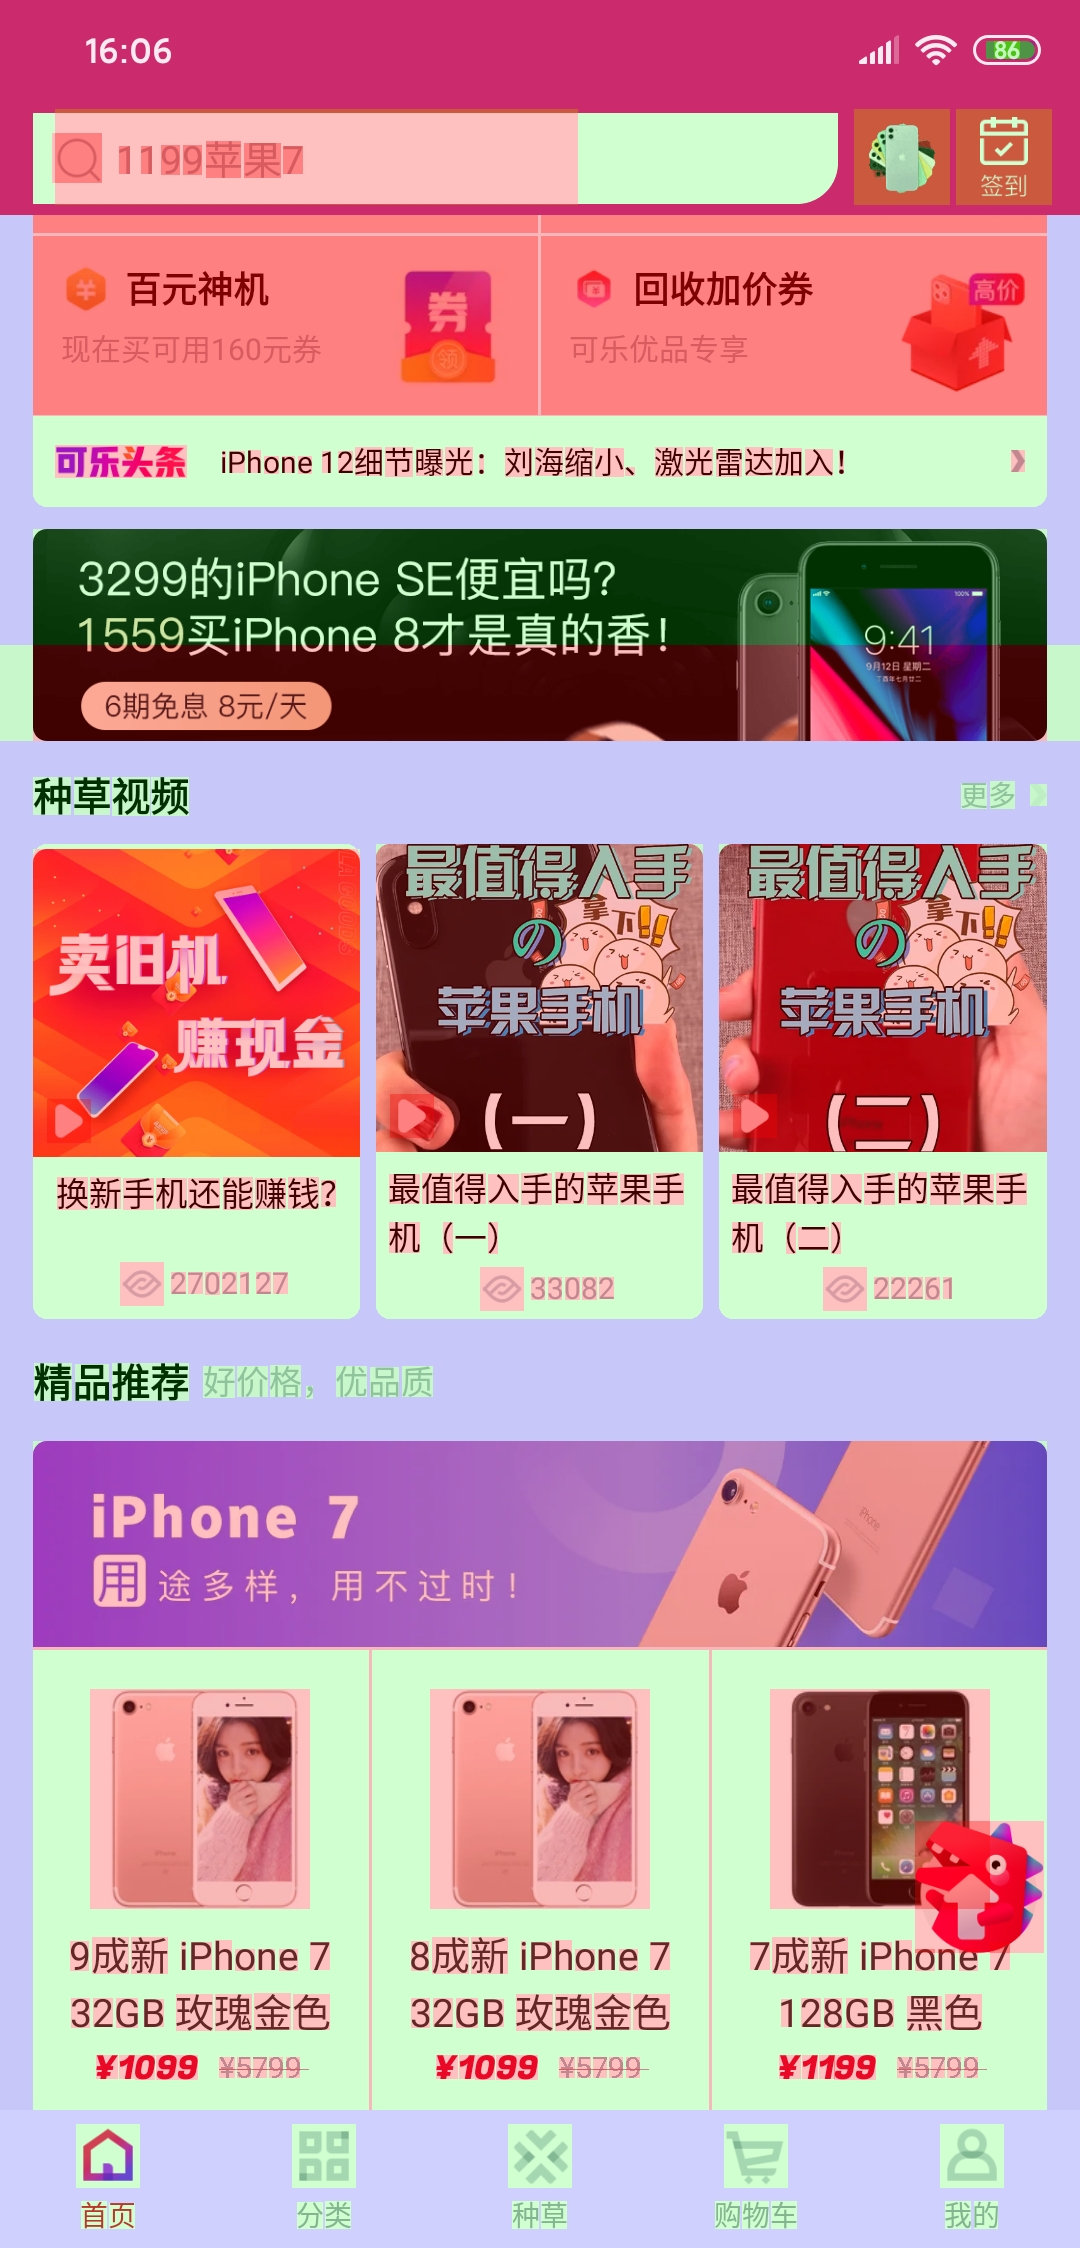 16:06
86
1199苹果7
签到
百元神机
现在买可用160元券
券
领
回收加价券
可乐优品专享
高价
可乐头条
iPhone 12细节曝光：刘海缩小、激光雷达加入！
3299的iPhone SE便宜吗？
1559买iPhone 8才是真的香！
6期免息 8元/天
100%
9:41
9月12日 星期二
种草视频
更多
卖旧机
赚现金
换新手机还能赚钱？
2702127
最值得入手
の
拿下!!
苹果手机
(一)
最值得入手的苹果手
机（一）
33082
最值得入手
の
拿下!!
苹果手机
(二)
最值得入手的苹果手
机（二）
22261
精品推荐
好价格，优品质
iPhone 7
用途多样，用不过时！
9成新 iPhone 7
32GB 玫瑰金色
¥1099 ¥5799
8成新 iPhone 7
32GB 玫瑰金色
¥1099 ¥5799
7成新 iPhone 7
128GB 黑色
¥1199 ¥5799
首页
分类
种草
购物车
我的